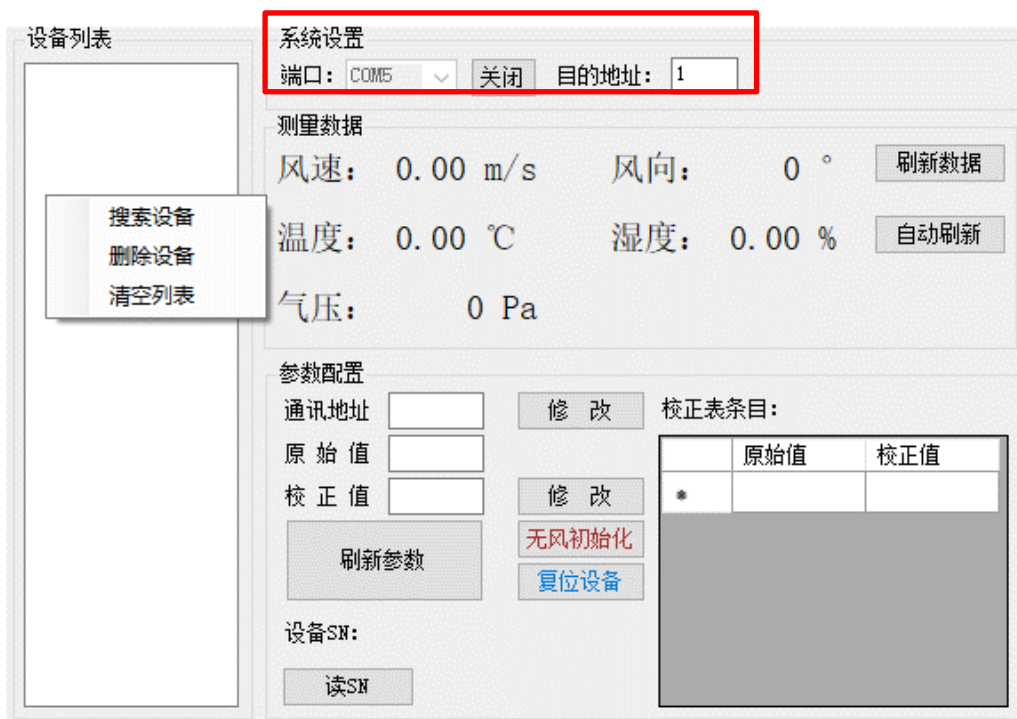 设备列表
搜索设备
删除设备
清空列表
系统设置
端口： COM5 关闭 目的地址： 1
测量数据
风速： 0.00 m/s 风向： 0 ° 刷新数据
温度： 0.00 ℃ 湿度： 0.00 % 自动刷新
气压： 0 Pa
参数配置
通讯地址 修 改 校正表条目：
原 始 值 原始值 校正值
校 正 值 修 改 *
刷新参数 无风初始化
复位设备
设备SN：
读SN